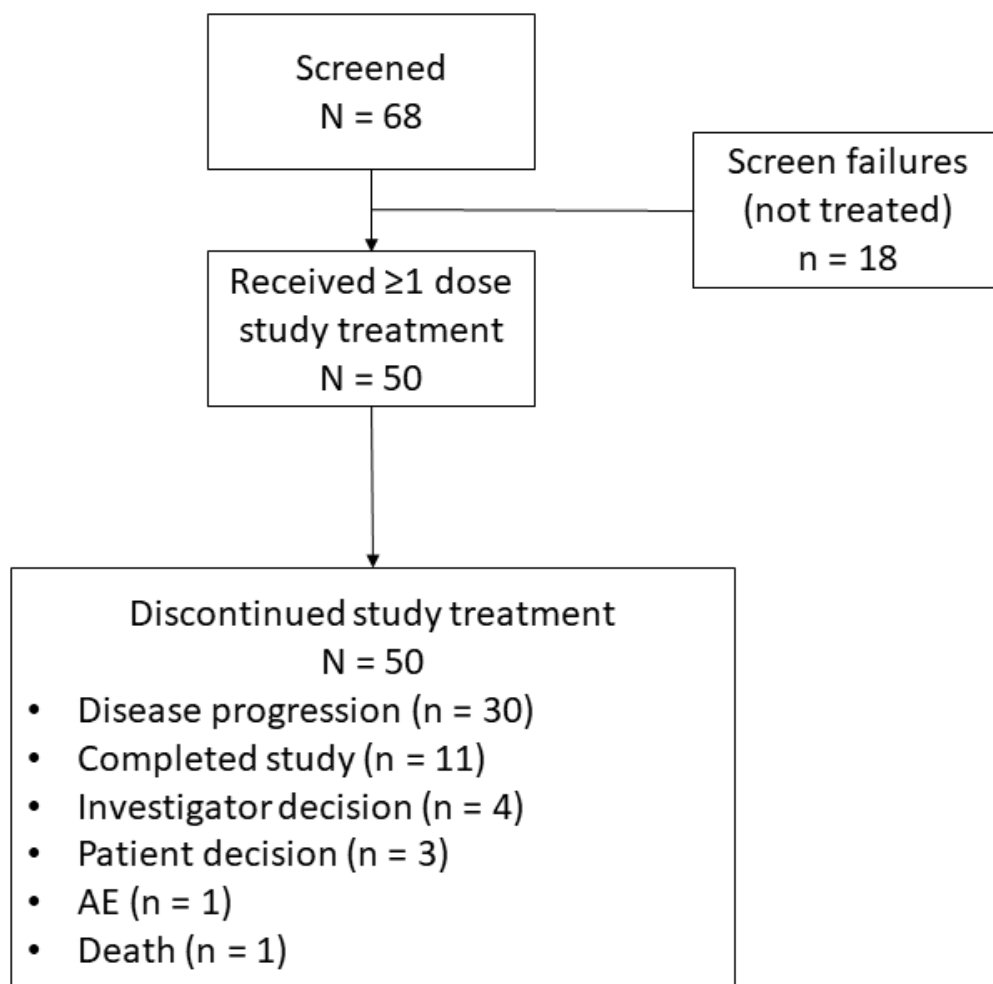 Screened
N = 68
Screen failures
(not treated)
n = 18
Received ≥1 dose
study treatment
N = 50
Discontinued study treatment
N = 50
• Disease progression (n = 30)
• Completed study (n = 11)
• Investigator decision (n = 4)
• Patient decision (n = 3)
• AE (n = 1)
• Death (n = 1)